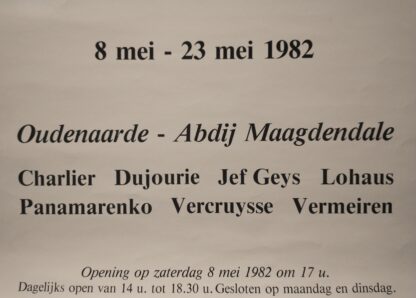 8 mei - 23 mei 1982
Oudenaarde - Abdij Maagdendale
Charlier Dujourie Jef Geys Lohaus
Panamarenko Vercruysse Vermeiren
Opening op zaterdag 8 mei 1982 om 17 u.
Dagelijks open van 14 u. tot 18.30 u. Gesloten op maandag en dinsdag.